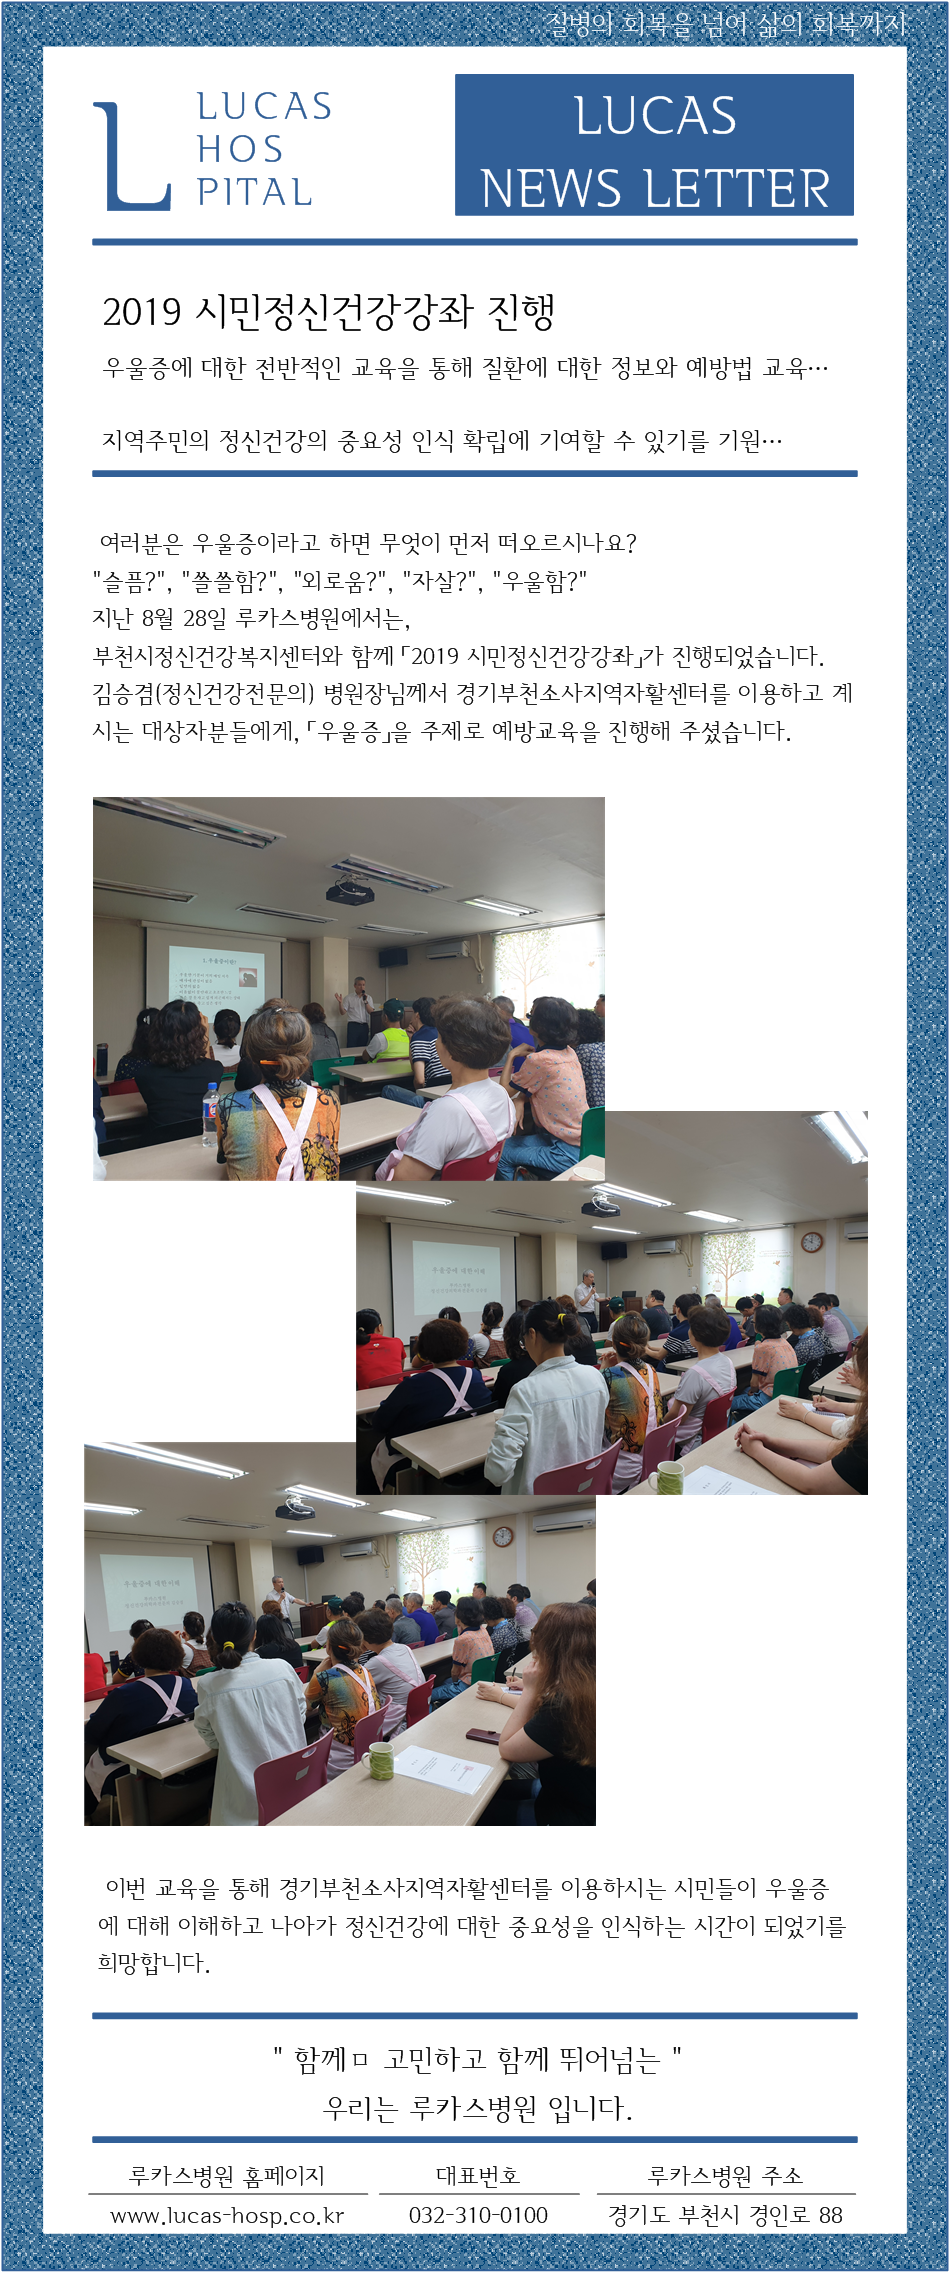 질병의 회복을 넘어 삶의 회복까지
L
LUCAS
HOS
PITAL
LUCAS
NEWS LETTER
2019 시민정신건강강좌 진행
우울증에 대한 전반적인 교육을 통해 질환에 대한 정보와 예방법 교육…
지역주민의 정신건강의 중요성 인식 확립에 기여할 수 있기를 기원…
여러분은 우울증이라고 하면 무엇이 먼저 떠오르시나요?
"슬픔?", "쓸쓸함?", "외로움?", "자살?", "우울함?"
지난 8월 28일 루카스병원에서는,
부천시정신건강복지센터와 함께 ｢2019 시민정신건강강좌｣가 진행되었습니다.
김승겸(정신건강전문의) 병원장님께서 경기부천소사지역자활센터를 이용하고 계
시는 대상자분들에게, ｢우울증｣을 주제로 예방교육을 진행해 주셨습니다.
1. 우울증이란?
우울증에 대한 이해
우울증에 대한 이해
이번 교육을 통해 경기부천소사지역자활센터를 이용하시는 시민들이 우울증
에 대해 이해하고 나아가 정신건강에 대한 중요성을 인식하는 시간이 되었기를
희망합니다.
" 함께ㅁ 고민하고 함께 뛰어넘는 "
우리는 루카스병원 입니다.
루카스병원 홈페이지
대표번호
루카스병원 주소
www.lucas-hosp.co.kr
032-310-0100
경기도 부천시 경인로 88